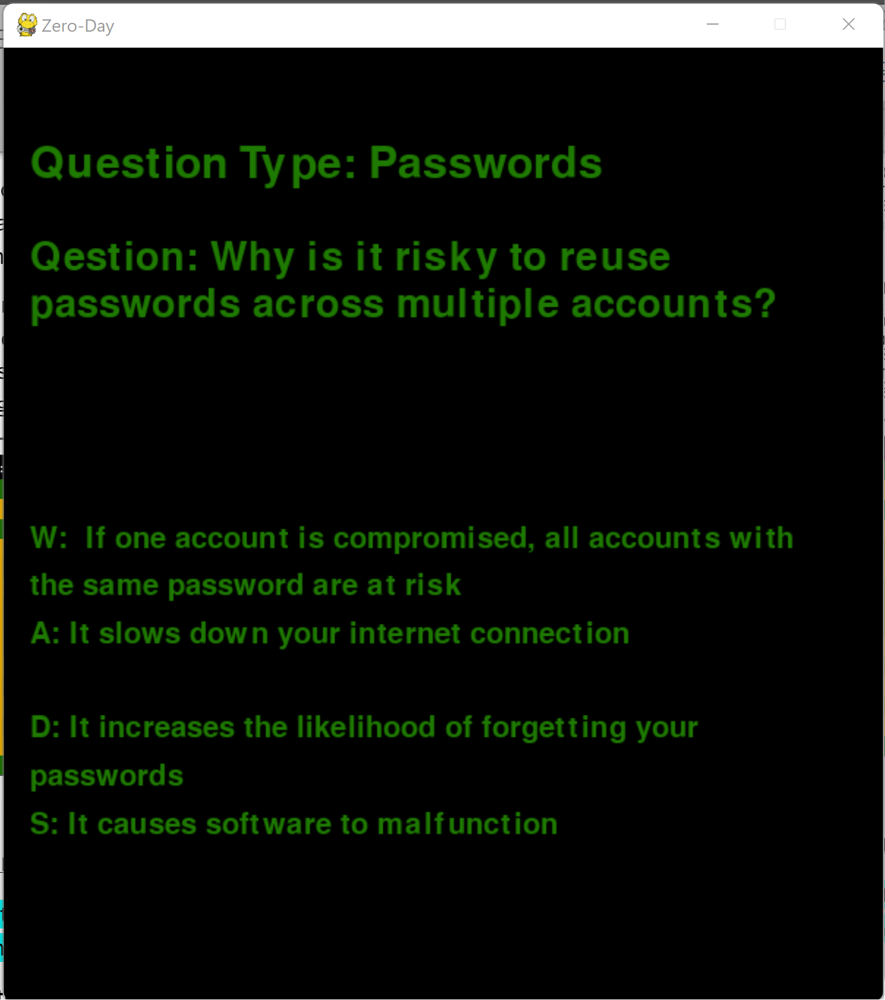 Zero-Day
Question Type: Passwords
Qestion: Why is it risky to reuse
passwords across multiple accounts?
W:  If one account is compromised, all accounts with
the same password are at risk
A: It slows down your internet connection
D: It increases the likelihood of forgetting your
passwords
S: It causes software to malfunction